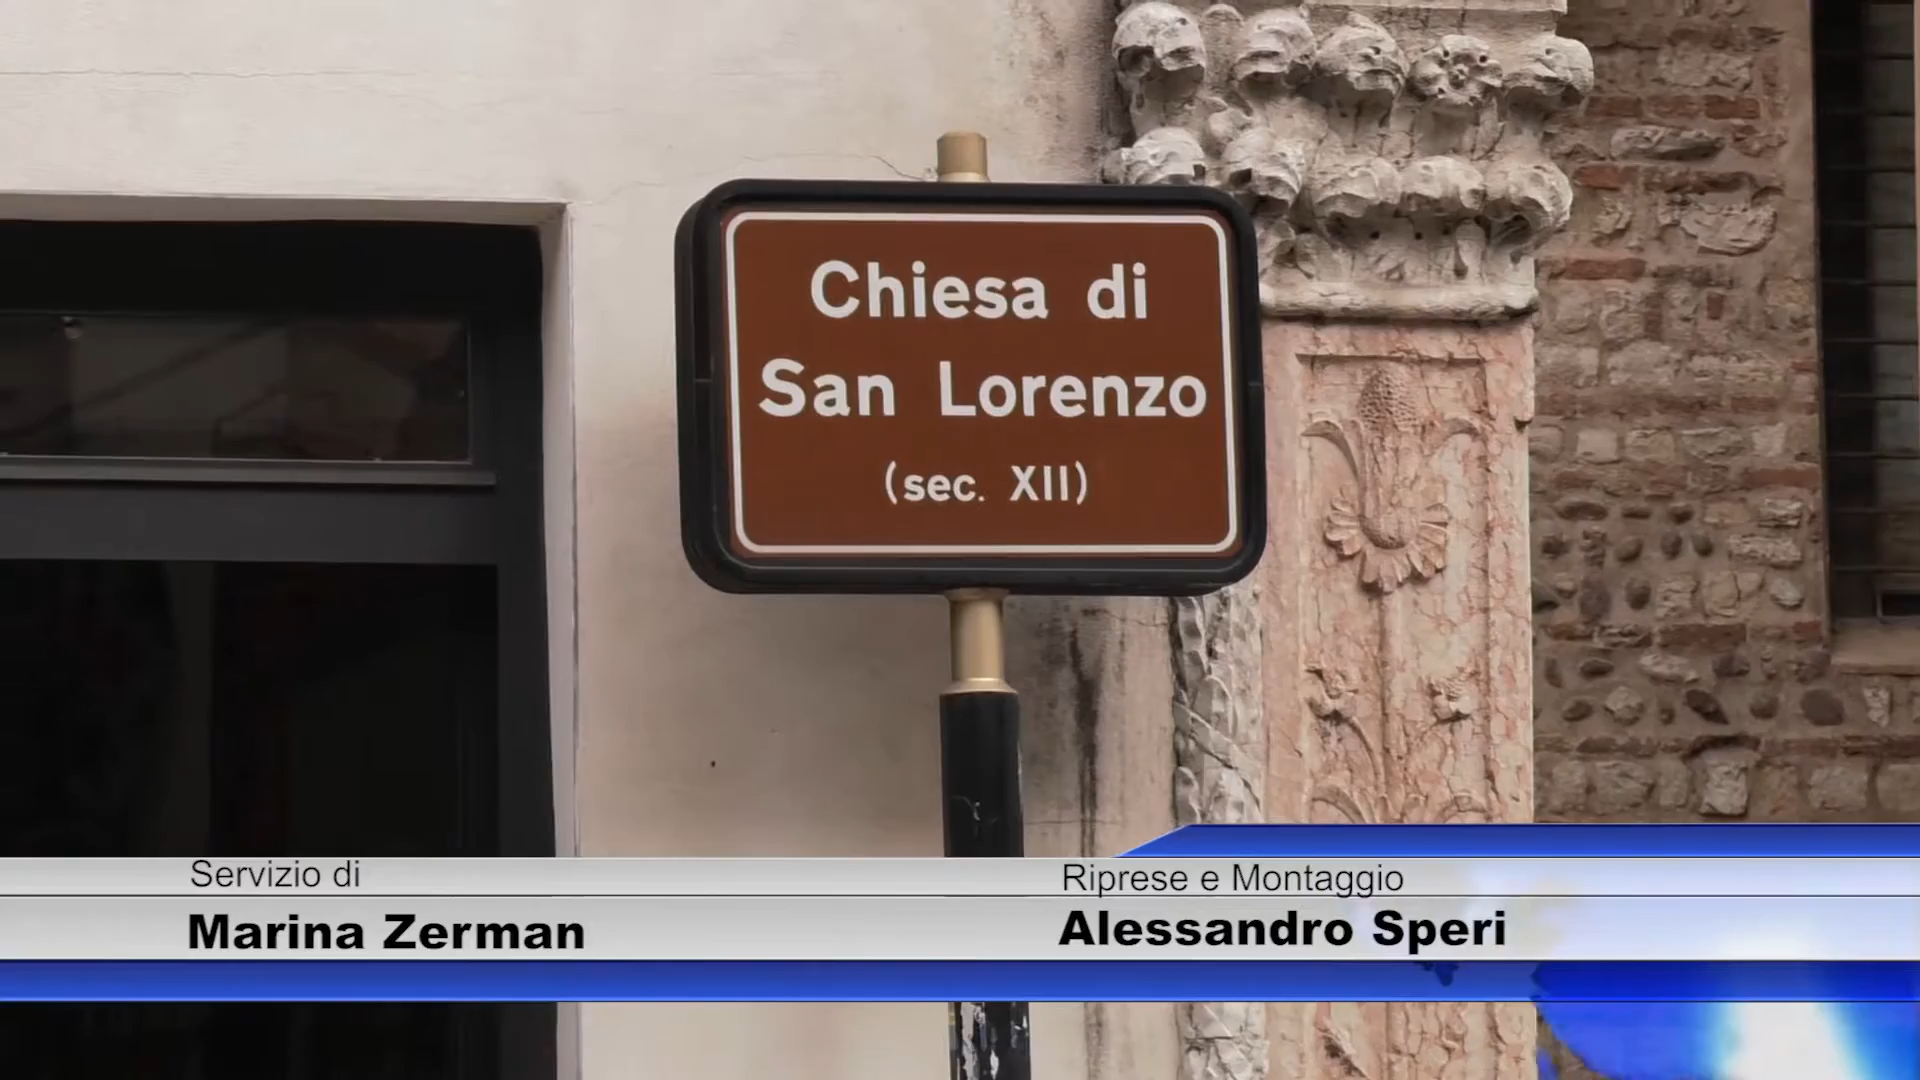 Chiesa di
San Lorenzo
(sec. XII)
Servizio di
Marina Zerman
Riprese e Montaggio
Alessandro Speri